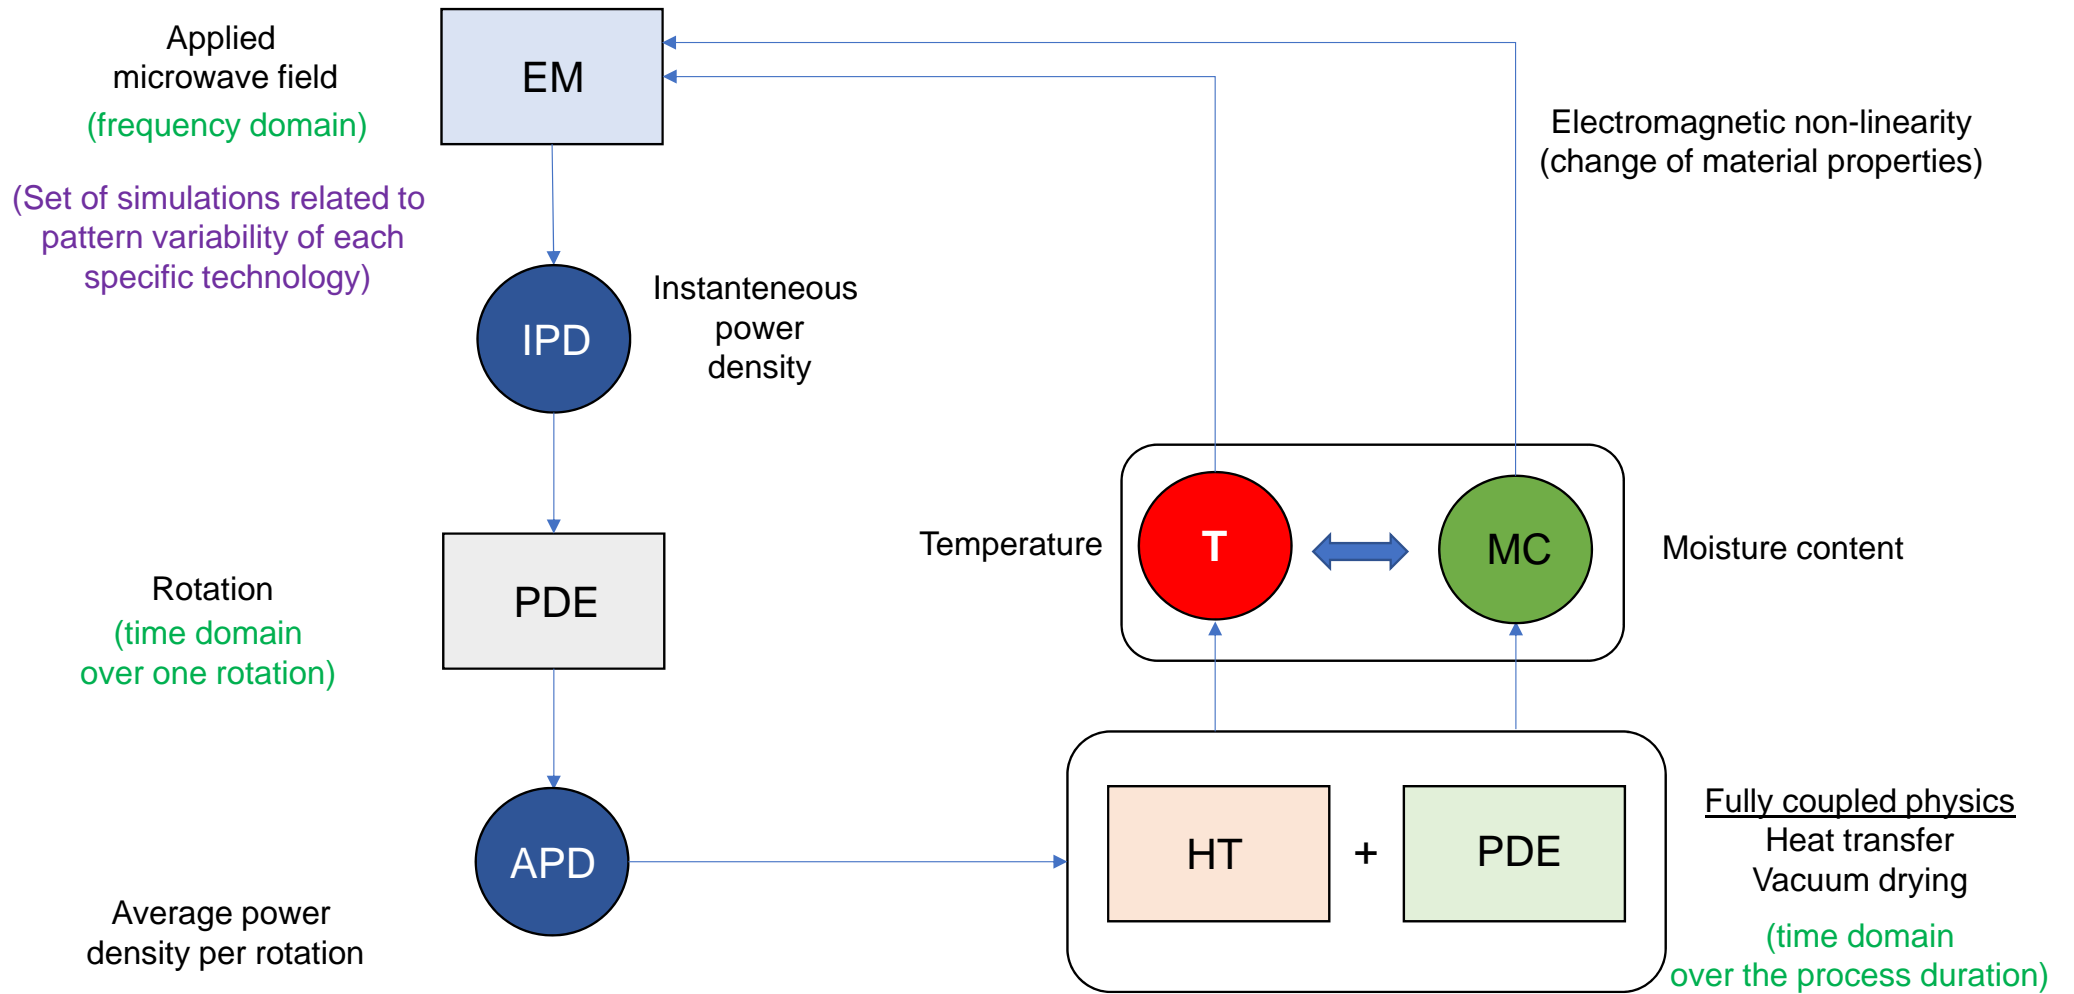 Applied
microwave field
(frequency domain)
(Set of simulations related to
pattern variability of each
specific technology)
EM
Electromagnetic non-linearity
(change of material properties)
IPD
Instanteneous
power
density
Temperature
T
MC
Moisture content
Rotation
(time domain
over one rotation)
PDE
APD
Average power
density per rotation
HT
+
PDE
Fully coupled physics
Heat transfer
Vacuum drying
(time domain
over the process duration)